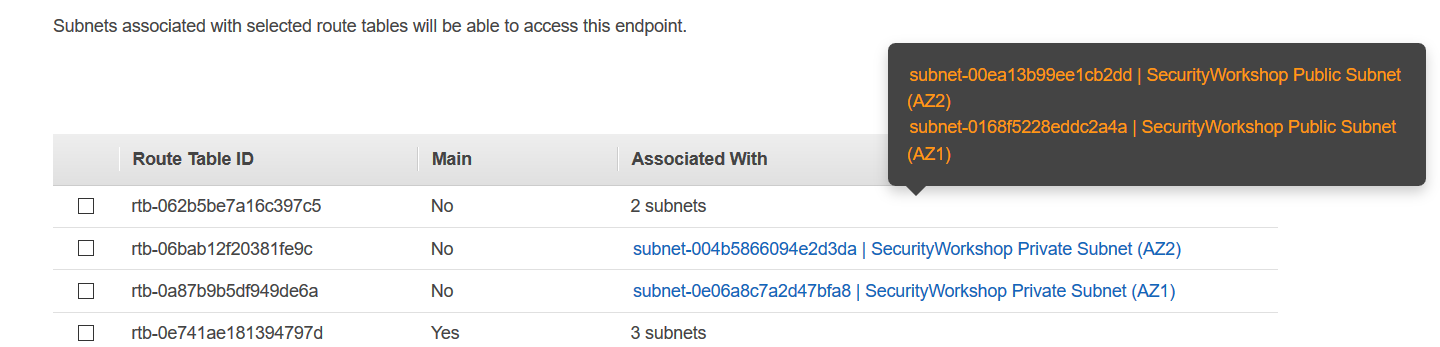 Subnets associated with selected route tables will be able to access this endpoint.
subnet-00ea13b99ee1cb2dd | SecurityWorkshop Public Subnet
(AZ2)
subnet-0168f5228eddc2a4a | SecurityWorkshop Public Subnet
(AZ1)
Route Table ID Main Associated With
rtb-062b5be7a16c397c5 No 2 subnets
rtb-06bab12f20381fe9c No subnet-004b5866094e2d3da | SecurityWorkshop Private Subnet (AZ2)
rtb-0a87b9b5df949de6a No subnet-0e06a8c7a2d47bfa8 | SecurityWorkshop Private Subnet (AZ1)
rtb-0e741ae181394797d Yes 3 subnets